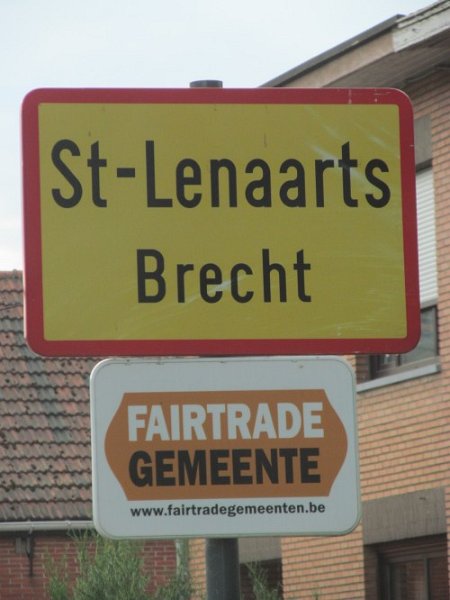 St-Lenaarts
Brecht
FAIRTRADE
GEMEENTE
www.fairtradegemeenten.be